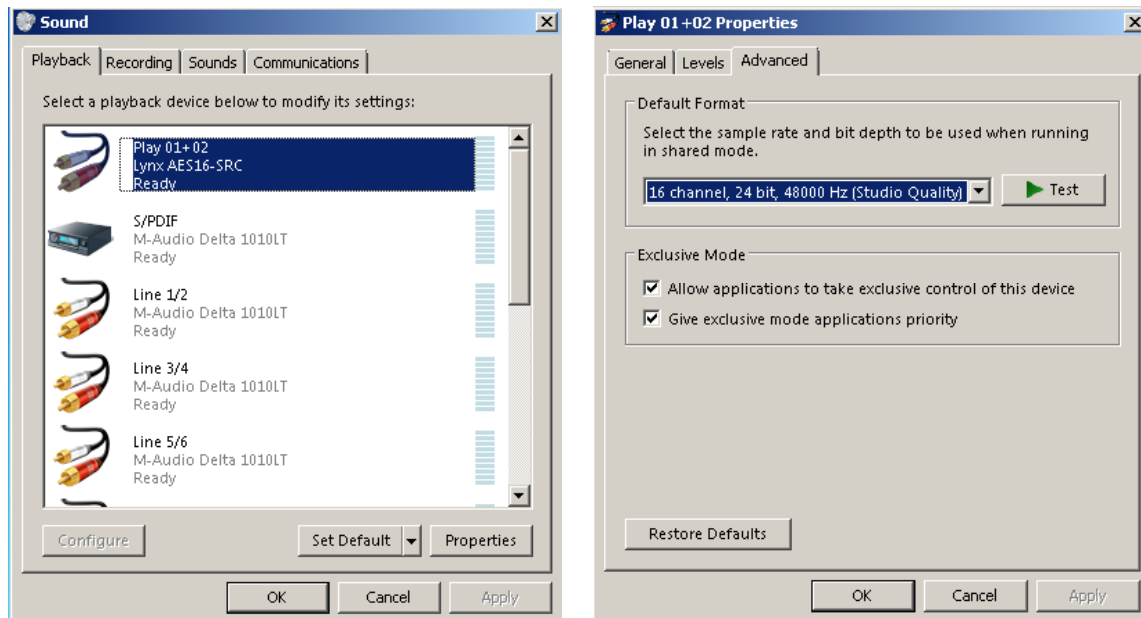 Sound
Playback Recording Sounds Communications
Select a playback device below to modify its settings:
Play 01+02
Lynx AES16-SRC
Ready
S/PDIF
M-Audio Delta 1010LT
Ready
Line 1/2
M-Audio Delta 1010LT
Ready
Line 3/4
M-Audio Delta 1010LT
Ready
Line 5/6
M-Audio Delta 1010LT
Ready
Configure Set Default Properties
OK Cancel Apply
Play 01+02 Properties
General Levels Advanced
Default Format
Select the sample rate and bit depth to be used when running
in shared mode.
16 channel, 24 bit, 48000 Hz (Studio Quality) Test
Exclusive Mode
Allow applications to take exclusive control of this device
Give exclusive mode applications priority
Restore Defaults
OK Cancel Apply